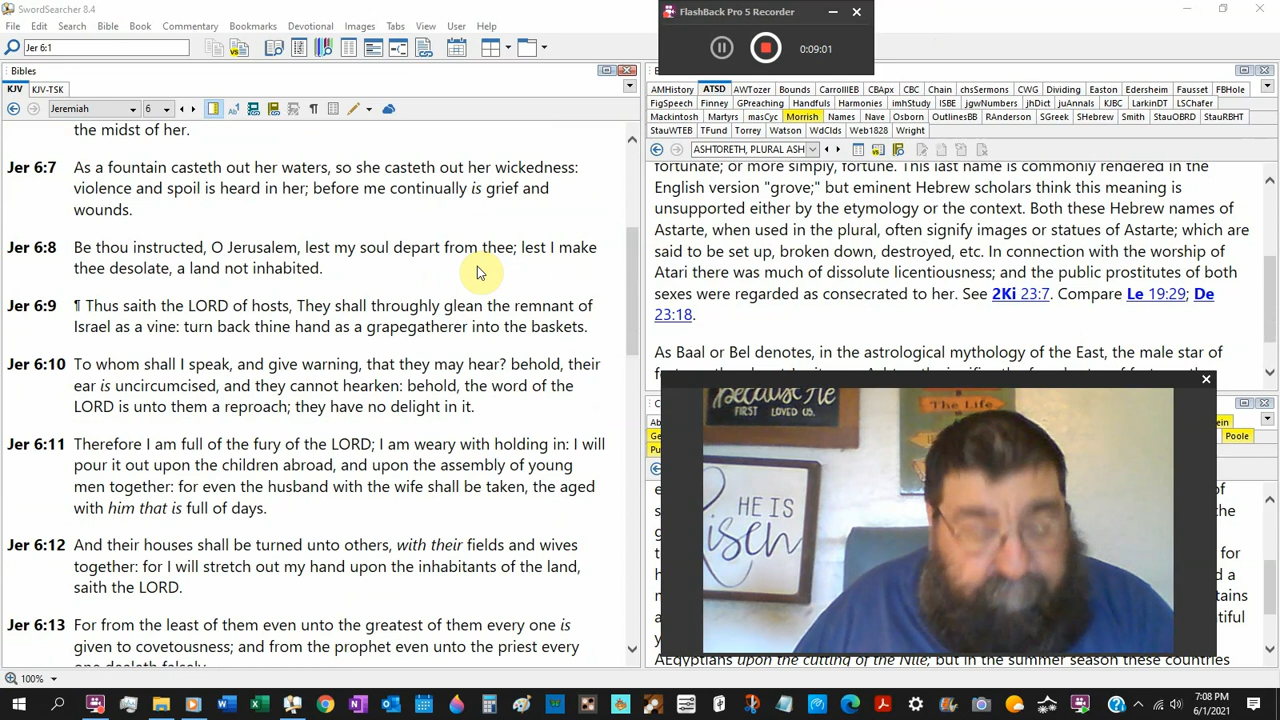 SwordSearcher 8.4
File Edit Search Bible Book Commentary Bookmarks Devotional Images Tabs View User Help
Jer 6:1
FlashBack Pro 5 Recorder
0:09:01
Bibles
KJV KJV-TSK
Jeremiah 6
the midst of her.
Jer 6:7 As a fountain casteth out her waters, so she casteth out her wickedness:
violence and spoil is heard in her; before me continually is grief and
wounds.
Jer 6:8 Be thou instructed, O Jerusalem, lest my soul depart from thee; lest I make
thee desolate, a land not inhabited.
Jer 6:9 ¶ Thus saith the LORD of hosts, They shall throughly glean the remnant of
Israel as a vine: turn back thine hand as a grapegatherer into the baskets.
Jer 6:10 To whom shall I speak, and give warning, that they may hear? behold, their
ear is uncircumcised, and they cannot hearken: behold, the word of the
LORD is unto them a reproach; they have no delight in it.
Jer 6:11 Therefore I am full of the fury of the LORD; I am weary with holding in: I will
pour it out upon the children abroad, and upon the assembly of young
men together: for even the husband with the wife shall be taken, the aged
with him that is full of days.
Jer 6:12 And their houses shall be turned unto others, with their fields and wives
together: for I will stretch out my hand upon the inhabitants of the land,
saith the LORD.
Jer 6:13 For from the least of them even unto the greatest of them every one is
given to covetousness; and from the prophet even unto the priest every
one dealeth falsely.
100%
AMHistory ATSD AWTozer Bounds CarrollIEB CBApx CBC Chain chsSermons CWG Dividing Easton Edersheim Fausset FBHole
FigSpeech Finney GPreaching Handfuls Harmonies imhStudy ISBE jgwNumbers jhDict juAnnals KJBC LarkinDT LSChafer
Mackintosh Martyrs masCyc Morrish Names Nave Osborn OutlinesBB RAnderson SGreek SHebrew Smith StauOBRD StauRBHT
StauWTEB TFund Torrey Watson WdClds Web1828 Wright
ASHTORETH, PLURAL ASH
fortunate; or more simply, fortune. This last name is commonly rendered in the
English version "grove;" but eminent Hebrew scholars think this meaning is
unsupported either by the etymology or the context. Both these Hebrew names of
Astarte, when used in the plural, often signify images or statues of Astarte; which are
said to be set up, broken down, destroyed, etc. In connection with the worship of
Atari there was much of dissolute licentiousness; and the public prostitutes of both
sexes were regarded as consecrated to her. See 2Ki 23:7. Compare Le 19:29; De
23:18.
As Baal or Bel denotes, in the astrological mythology of the East, the male star of
Poole
because He
FIRST LOVED US.
The Life
HE IS
Risen
AEgyptians upon the cutting of the Nile; but in the summer season these countries
7:08 PM
6/1/2021